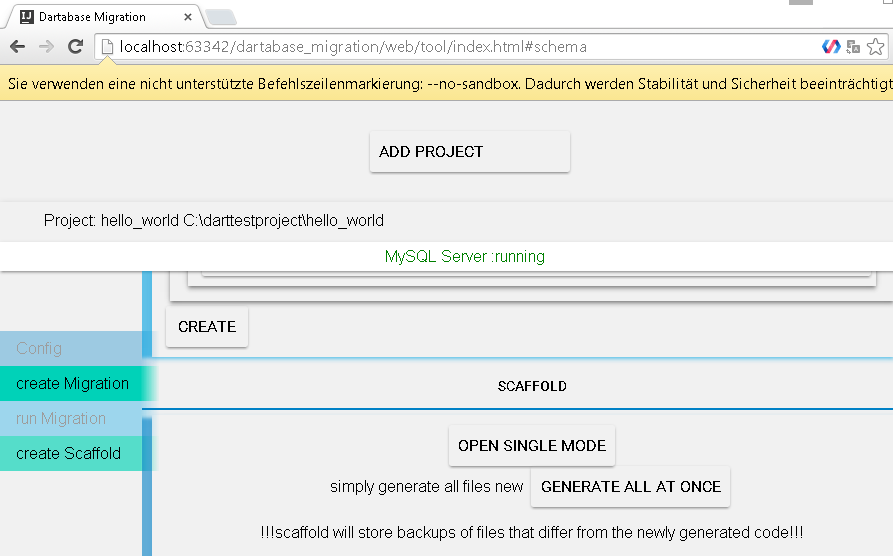 Dartabase Migration
localhost:63342/dartabase_migration/web/tool/index.html#schema
Sie verwenden eine nicht unterstützte Befehlszeilenmarkierung: --no-sandbox. Dadurch werden Stabilität und Sicherheit beeinträchtigt
ADD PROJECT
Project: hello_world C:\darttestproject\hello_world
MySQL Server :running
CREATE
Config
create Migration
run Migration
create Scaffold
SCAFFOLD
OPEN SINGLE MODE
simply generate all files new GENERATE ALL AT ONCE
!!!scaffold will store backups of files that differ from the newly generated code!!!